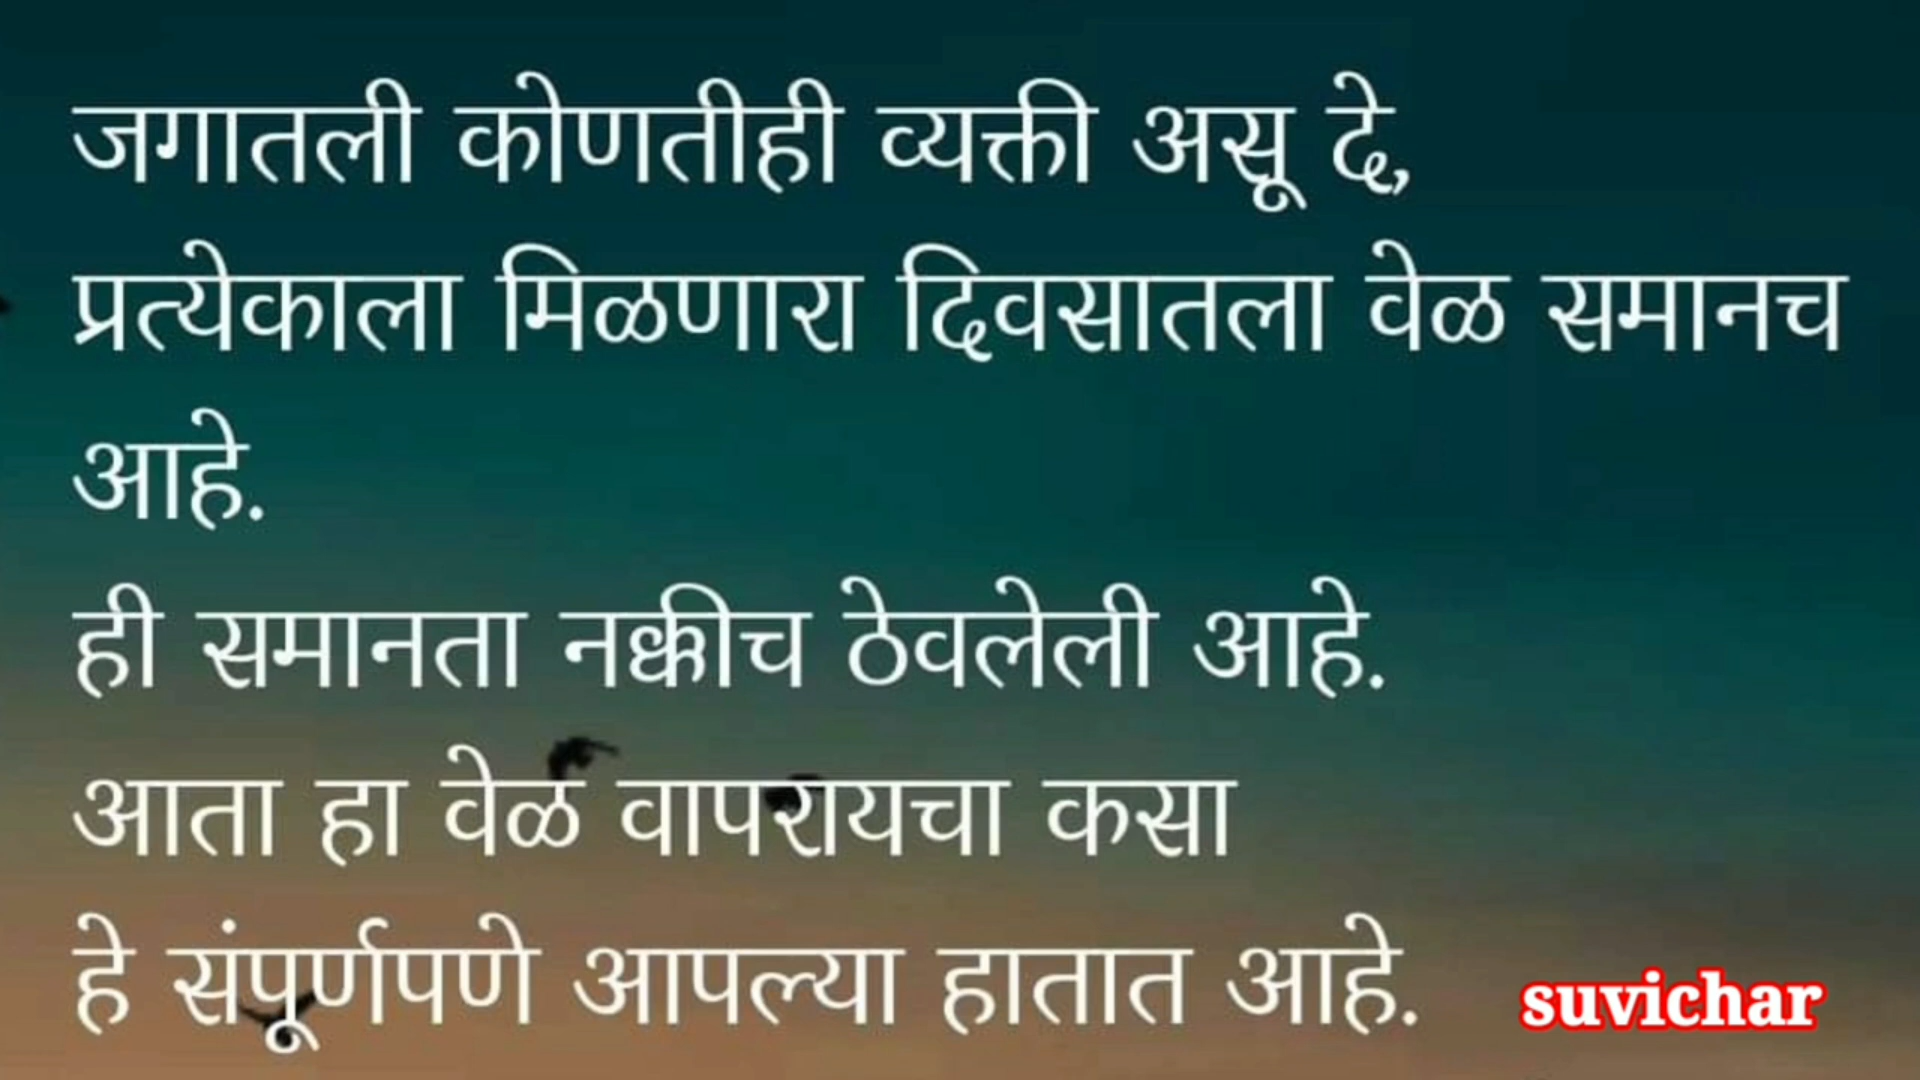 जगातली कोणतीही व्यक्ती असू दे,
प्रत्येकाला मिळणारा दिवसातला वेळ समानच
आहे.
ही समानता नक्कीच ठेवलेली आहे.
आता हा वेळ वापरायचा कसा
हे संपूर्णपणे आपल्या हातात आहे.
suvichar